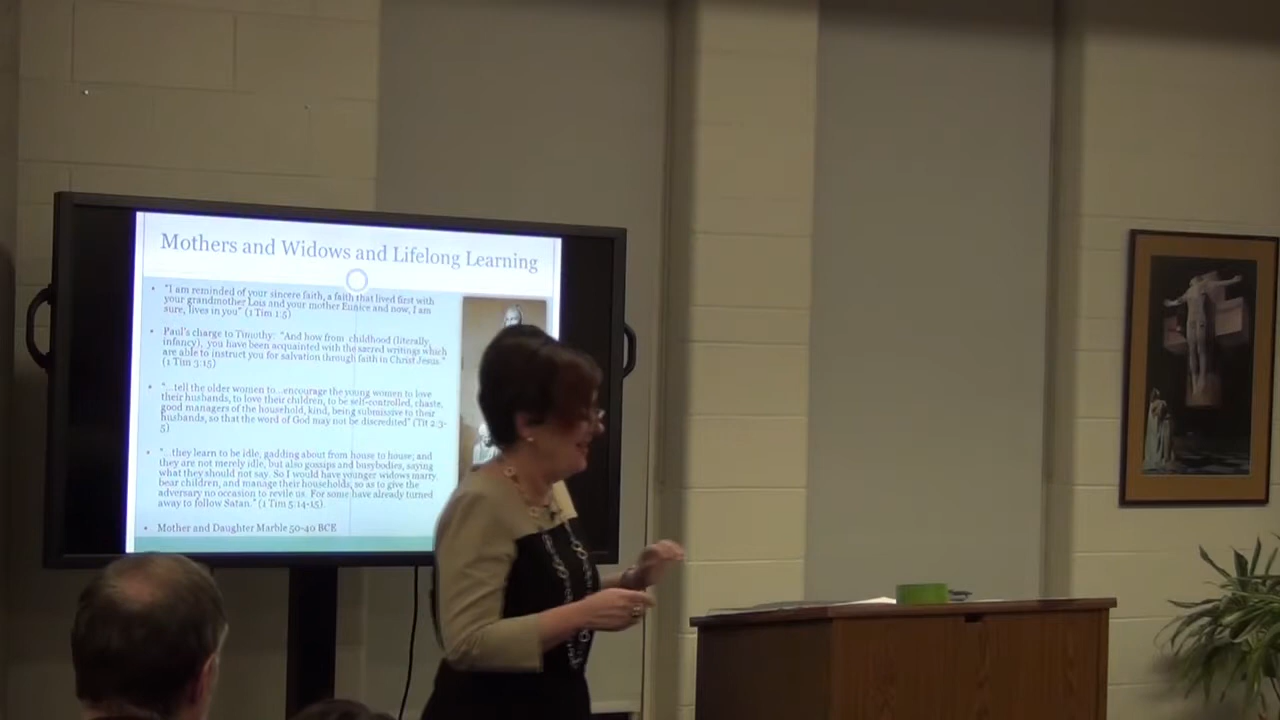 Mothers and Widows and Lifelong Learning
• "I am reminded of your sincere faith, a faith that lived first with
your grandmother Lois and your mother Eunice and now, I am
sure, lives in you" (1 Tim 1:5)
• Paul's charge to Timothy: "And how from childhood (literally,
infancy), you have been acquainted with the sacred writings which
are able to instruct you for salvation through faith in Christ Jesus."
(1 Tim 3:15)
• "...tell the older women to...encourage the young women to love
their husbands, to love their children, to be self-controlled, chaste,
good managers of the household, kind, being submissive to their
husbands, so that the word of God may not be discredited" (Tit 2:3-
5)
• "...they learn to be idle, gadding about from house to house; and
they are not merely idle, but also gossips and busybodies, saying
what they should not say. So I would have younger widows marry,
bear children, and manage their households, so as to give the
adversary no occasion to revile us. For some have already turned
away to follow Satan." (1 Tim 5:14-15).
• Mother and Daughter Marble 50-40 BCE